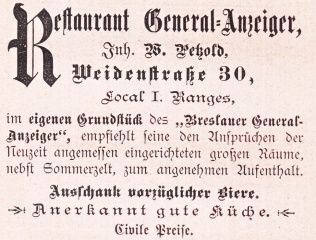 Restaurant General-Anzeiger,
Inh. W. Petzold,
Weidenstraße 30,
Local I. Ranges,
im eigenen Grundstück des „Breslauer General-
Anzeiger“, empfiehlt seine den Ansprüchen der
Neuzeit angemessen eingerichteten großen Räume,
nebst Sommerzelt, zum angenehmen Aufenthalt.
Ausschank vorzüglicher Biere.
Anerkannt gute Küche.
Civile Preise.